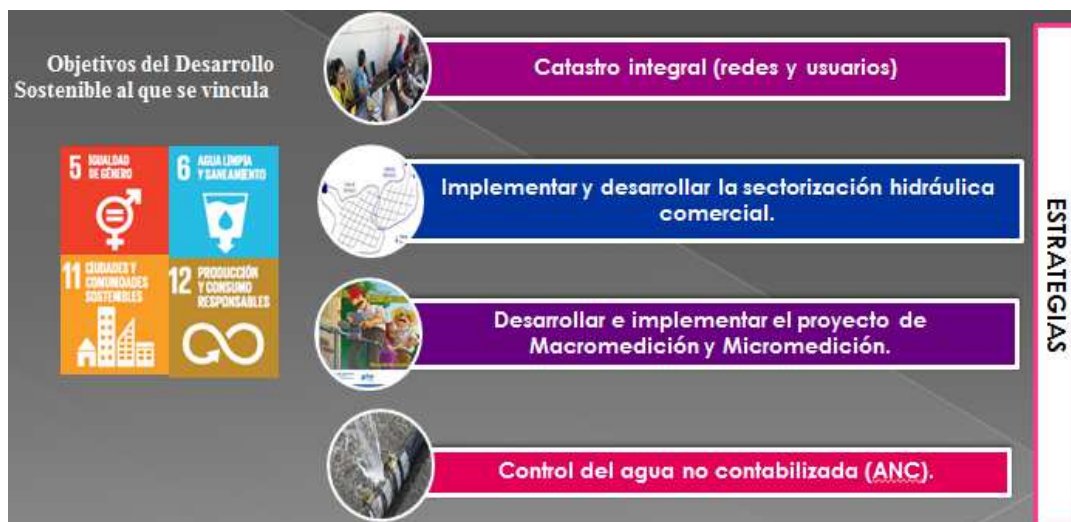 Objetivos del Desarrollo
Sostenible al que se vincula
5 IGUALDAD
DE GÉNERO
6 AGUA LIMPIA
Y SANEAMIENTO
11 CIUDADES Y
COMUNIDADES
SOSTENIBLES
12 PRODUCCIÓN
Y CONSUMO
RESPONSABLES
Catastro integral (redes y usuarios)
Implementar y desarrollar la sectorización hidráulica
comercial.
Desarrollar e implementar el proyecto de
Macromedición y Micromedición.
Control del agua no contabilizada (ANC).
ESTRATEGIAS